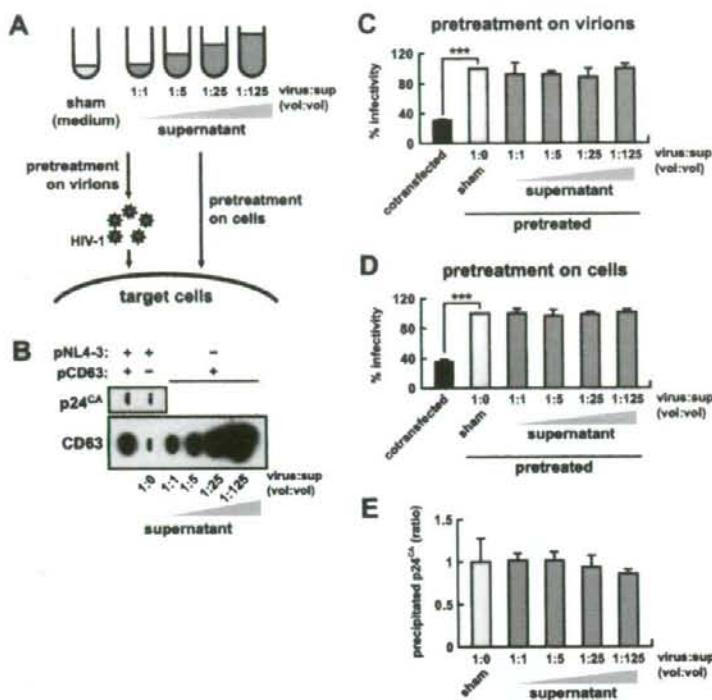 A
sham
(medium)
1:1 1:5 1:25 1:125
virus:sup
(vol:vol)
supernatant
pretreatment
on virions
pretreatment
on cells
HIV-1
target cells
B
pNL4-3: + + −
pCD63: + − +
p24CA
CD63
1:0 1:1 1:5 1:25 1:125
virus:sup
(vol:vol)
supernatant
C
pretreatment on virions
% infectivity
120
80
40
0
***
cotransfected
1:0 1:1 1:5 1:25 1:125
virus:sup
(vol:vol)
sham
supernatant
pretreated
D
pretreatment on cells
% infectivity
120
80
40
0
***
cotransfected
1:0 1:1 1:5 1:25 1:125
virus:sup
(vol:vol)
sham
supernatant
pretreated
E
precipitated p24CA (ratio)
1.5
1
0.5
0
1:0 1:1 1:5 1:25 1:125
virus:sup
(vol:vol)
sham
supernatant